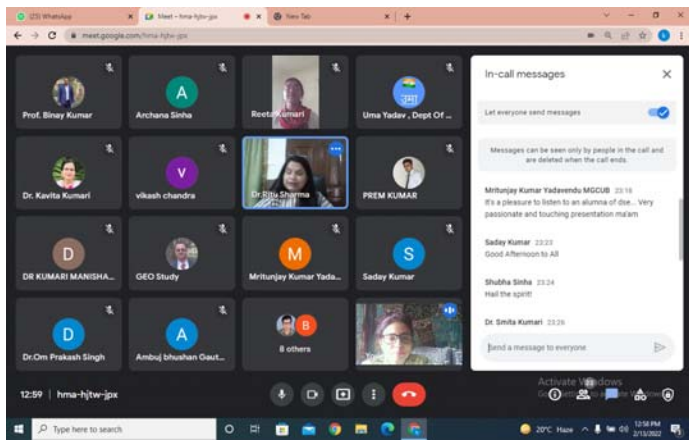 (23) WhatsApp
Meet – hma-hjtw-jpx
New Tab
meet.google.com/hma-hjtw-jpx
Prof. Binay Kumar
A
Archana Sinha
Reeta Kumari
उमा
Uma Yadav , Dept Of ...
Dr. Kavita Kumari
V
vikash chandra
Dr.Ritu Sharma
PREM KUMAR
D
DR KUMARI MANISHA...
GEO Study
M
Mritunjay Kumar Yada...
S
Saday Kumar
D
Dr.Om Prakash Singh
A
Ambuj bhushan Gaut...
B
8 others
In-call messages
Let everyone send messages
Messages can be seen only by people in the call and
are deleted when the call ends.
Mritunjay Kumar Yadavendu MGCUB 23:18
It's a pleasure to listen to an alumna of dse... Very
passionate and touching presentation ma'am
Saday Kumar 23:23
Good Afternoon to All
Shubha Sinha 23:24
Hail the spirit!
Dr. Smita Kumari 23:26
Send a message to everyone
Activate Windows
12:59 | hma-hjtw-jpx
Type here to search
20°C Haze
12:58 PM
2/13/2022